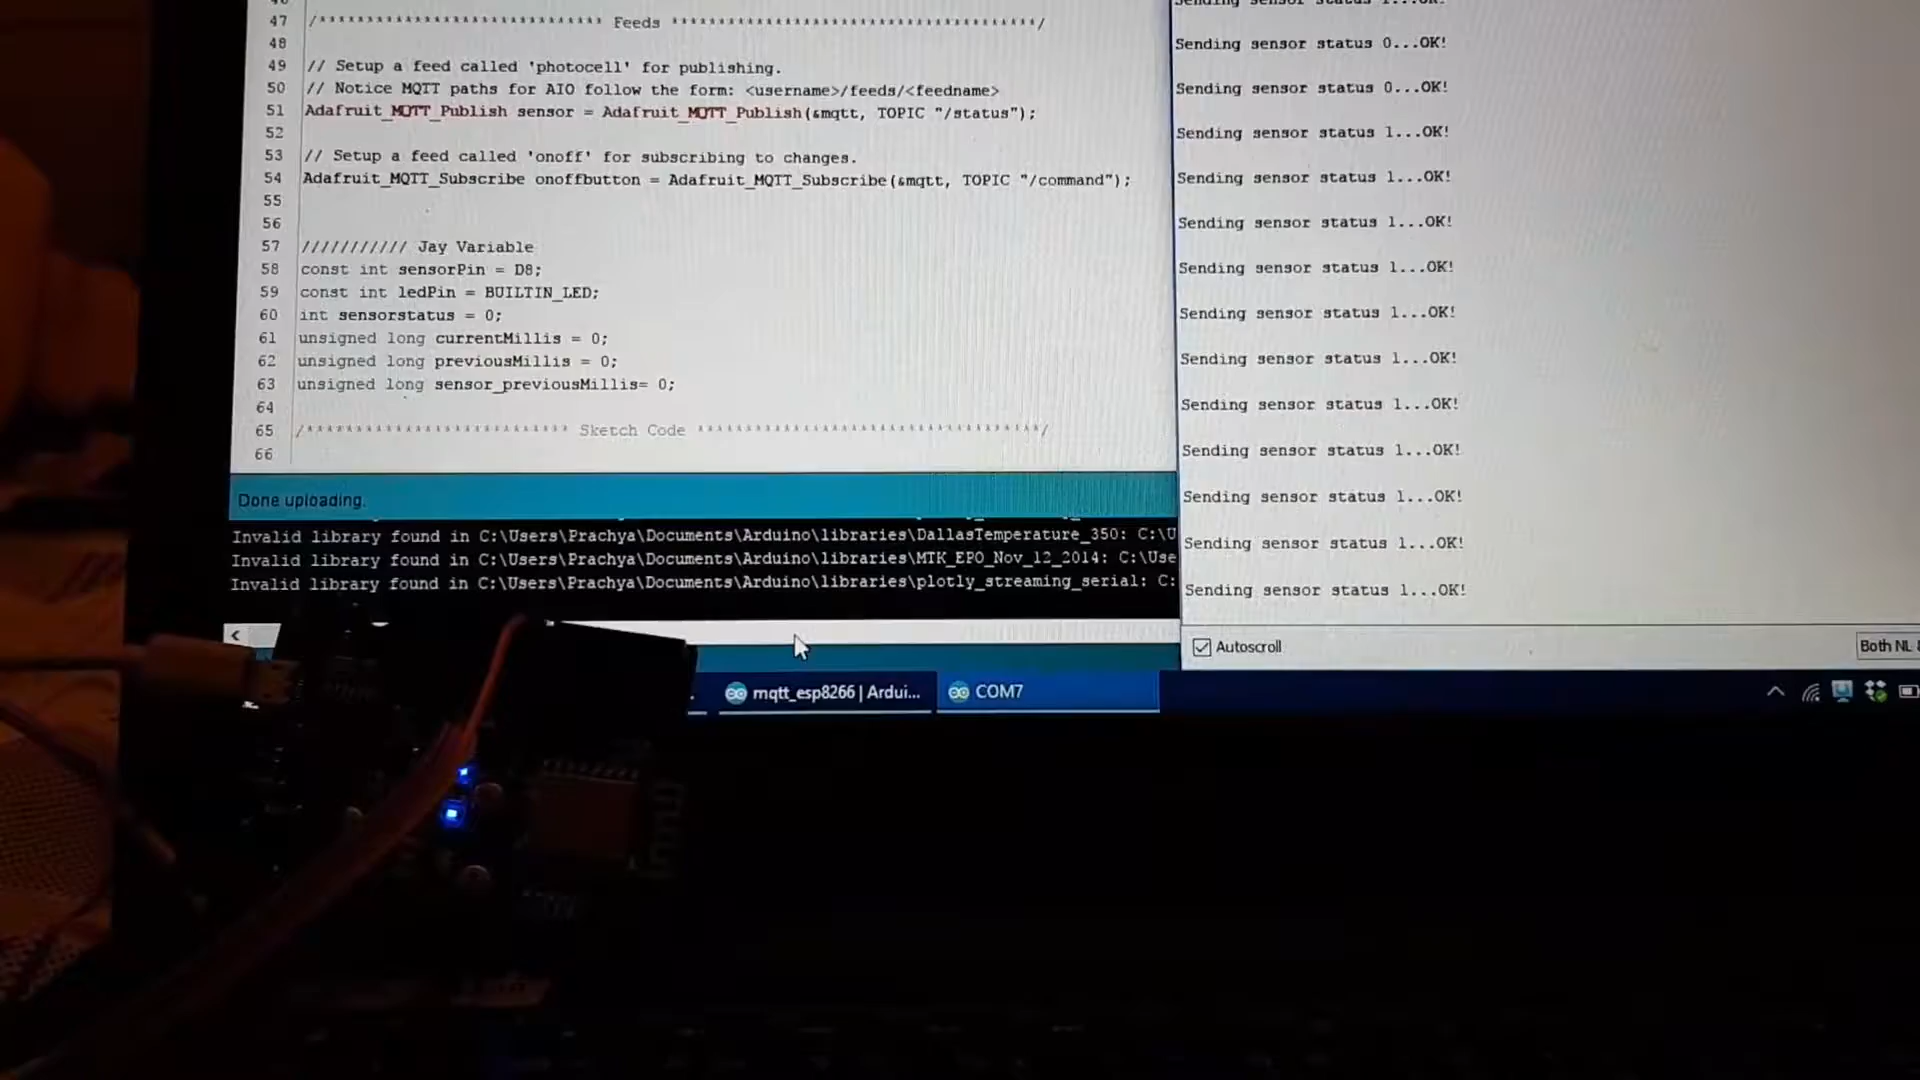 47 /***************************** Feeds *************************************/
48
49 // Setup a feed called 'photocell' for publishing.
50 // Notice MQTT paths for AIO follow the form: <username>/feeds/<feedname>
51 Adafruit_MQTT_Publish sensor = Adafruit_MQTT_Publish(&mqtt, TOPIC "/status");
52
53 // Setup a feed called 'onoff' for subscribing to changes.
54 Adafruit_MQTT_Subscribe onoffbutton = Adafruit_MQTT_Subscribe(&mqtt, TOPIC "/command");
55
56
57 /////////// Jay Variable
58 const int sensorPin = D8;
59 const int ledPin = BUILTIN_LED;
60 int sensorstatus = 0;
61 unsigned long currentMillis = 0;
62 unsigned long previousMillis = 0;
63 unsigned long sensor_previousMillis= 0;
64
65 /*************************** Sketch Code ***********************************/
66
Done uploading.
Invalid library found in C:\Users\Prachya\Documents\Arduino\libraries\DallasTemperature_350: C:\U
Invalid library found in C:\Users\Prachya\Documents\Arduino\libraries\MTK_EPO_Nov_12_2014: C:\Use
Invalid library found in C:\Users\Prachya\Documents\Arduino\libraries\plotly_streaming_serial: C:
Sending sensor status 1...OK!
Sending sensor status 0...OK!
Sending sensor status 0...OK!
Sending sensor status 1...OK!
Sending sensor status 1...OK!
Sending sensor status 1...OK!
Sending sensor status 1...OK!
Sending sensor status 1...OK!
Sending sensor status 1...OK!
Sending sensor status 1...OK!
Sending sensor status 1...OK!
Sending sensor status 1...OK!
Sending sensor status 1...OK!
Sending sensor status 1...OK!
Autoscroll
Both NL &
mqtt_esp8266 | Ardui...
COM7